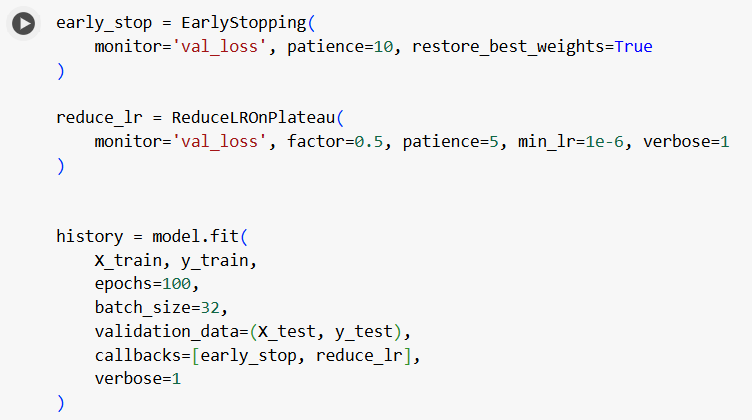 early_stop = EarlyStopping(
    monitor='val_loss', patience=10, restore_best_weights=True
)
reduce_lr = ReduceLROnPlateau(
    monitor='val_loss', factor=0.5, patience=5, min_lr=1e-6, verbose=1
)
history = model.fit(
    X_train, y_train,
    epochs=100,
    batch_size=32,
    validation_data=(X_test, y_test),
    callbacks=[early_stop, reduce_lr],
    verbose=1
)